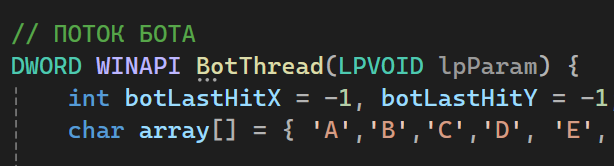 // ПОТОК БОТА
DWORD WINAPI BotThread(LPVOID lpParam) {
int botLastHitX = -1, botLastHitY = -1
char array[] = { 'A','B','C','D', 'E',